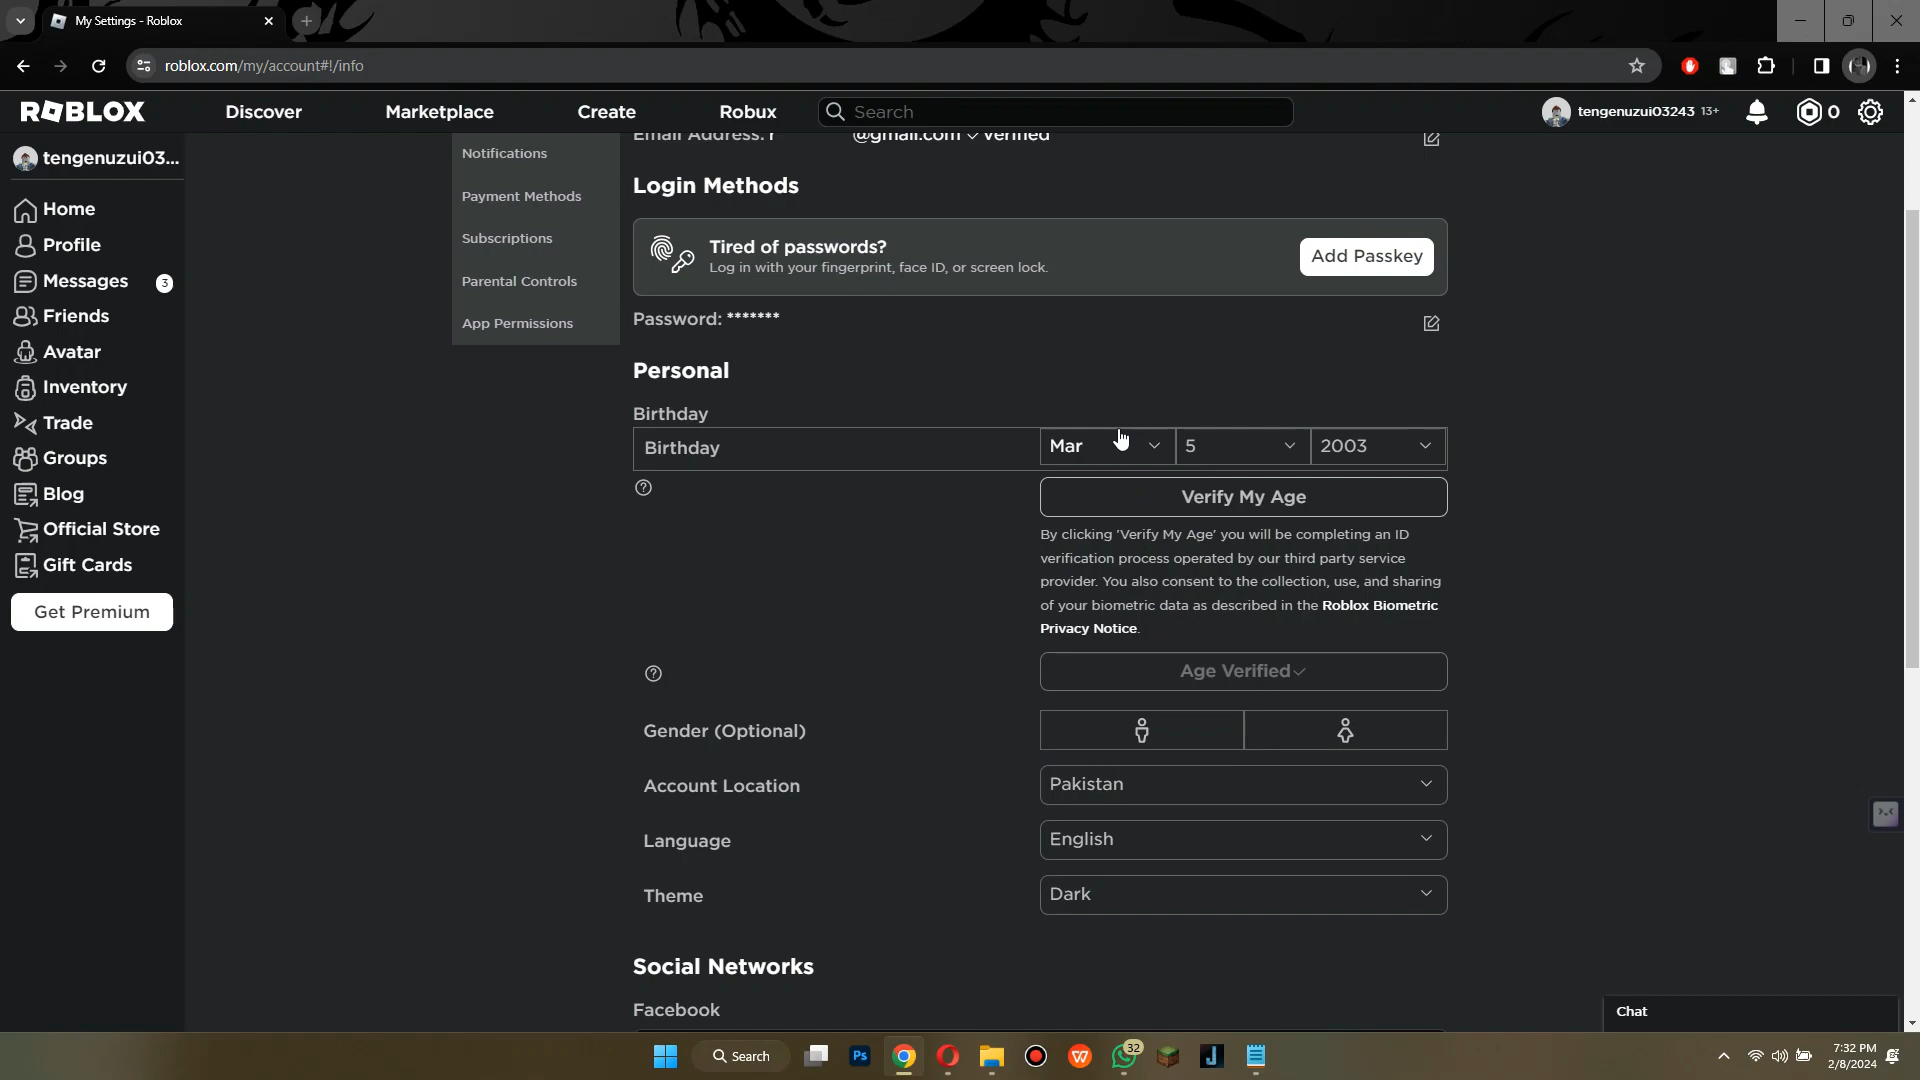 My Settings - Roblox
roblox.com/my/account#!/info
ROBLOX
Discover
Marketplace
Create
Robux
Search
tengenuzui03243 13+
0
tengenuzui03...
Home
Profile
Messages
3
Friends
Avatar
Inventory
Trade
Groups
Blog
Official Store
Gift Cards
Get Premium
Notifications
Payment Methods
Subscriptions
Parental Controls
App Permissions
Email Address: r @gmail.com Verified
Login Methods
Tired of passwords?
Log in with your fingerprint, face ID, or screen lock.
Add Passkey
Password: *******
Personal
Birthday
Birthday
Mar
5
2003
Verify My Age
By clicking 'Verify My Age' you will be completing an ID
verification process operated by our third party service
provider. You also consent to the collection, use, and sharing
of your biometric data as described in the Roblox Biometric
Privacy Notice.
Age Verified
Gender (Optional)
Account Location
Pakistan
Language
English
Theme
Dark
Social Networks
Facebook
Chat
Search
Ps
32
7:32 PM
2/8/2024